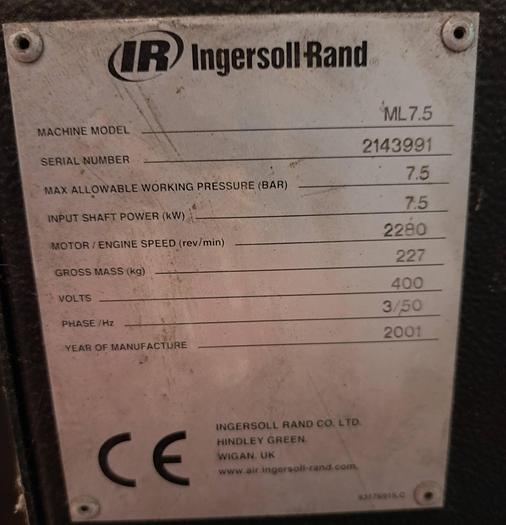 IR Ingersoll-Rand
MACHINE MODEL ML7.5
SERIAL NUMBER 2143991
MAX ALLOWABLE WORKING PRESSURE (BAR) 7.5
INPUT SHAFT POWER (kW) 7.5
MOTOR / ENGINE SPEED (rev/min) 2280
GROSS MASS (kg) 227
VOLTS 400
PHASE /Hz 3/50
YEAR OF MANUFACTURE 2001
CE
INGERSOLL RAND CO. LTD.
HINDLEY GREEN.
WIGAN. UK
www.air.ingersoll-rand.com.